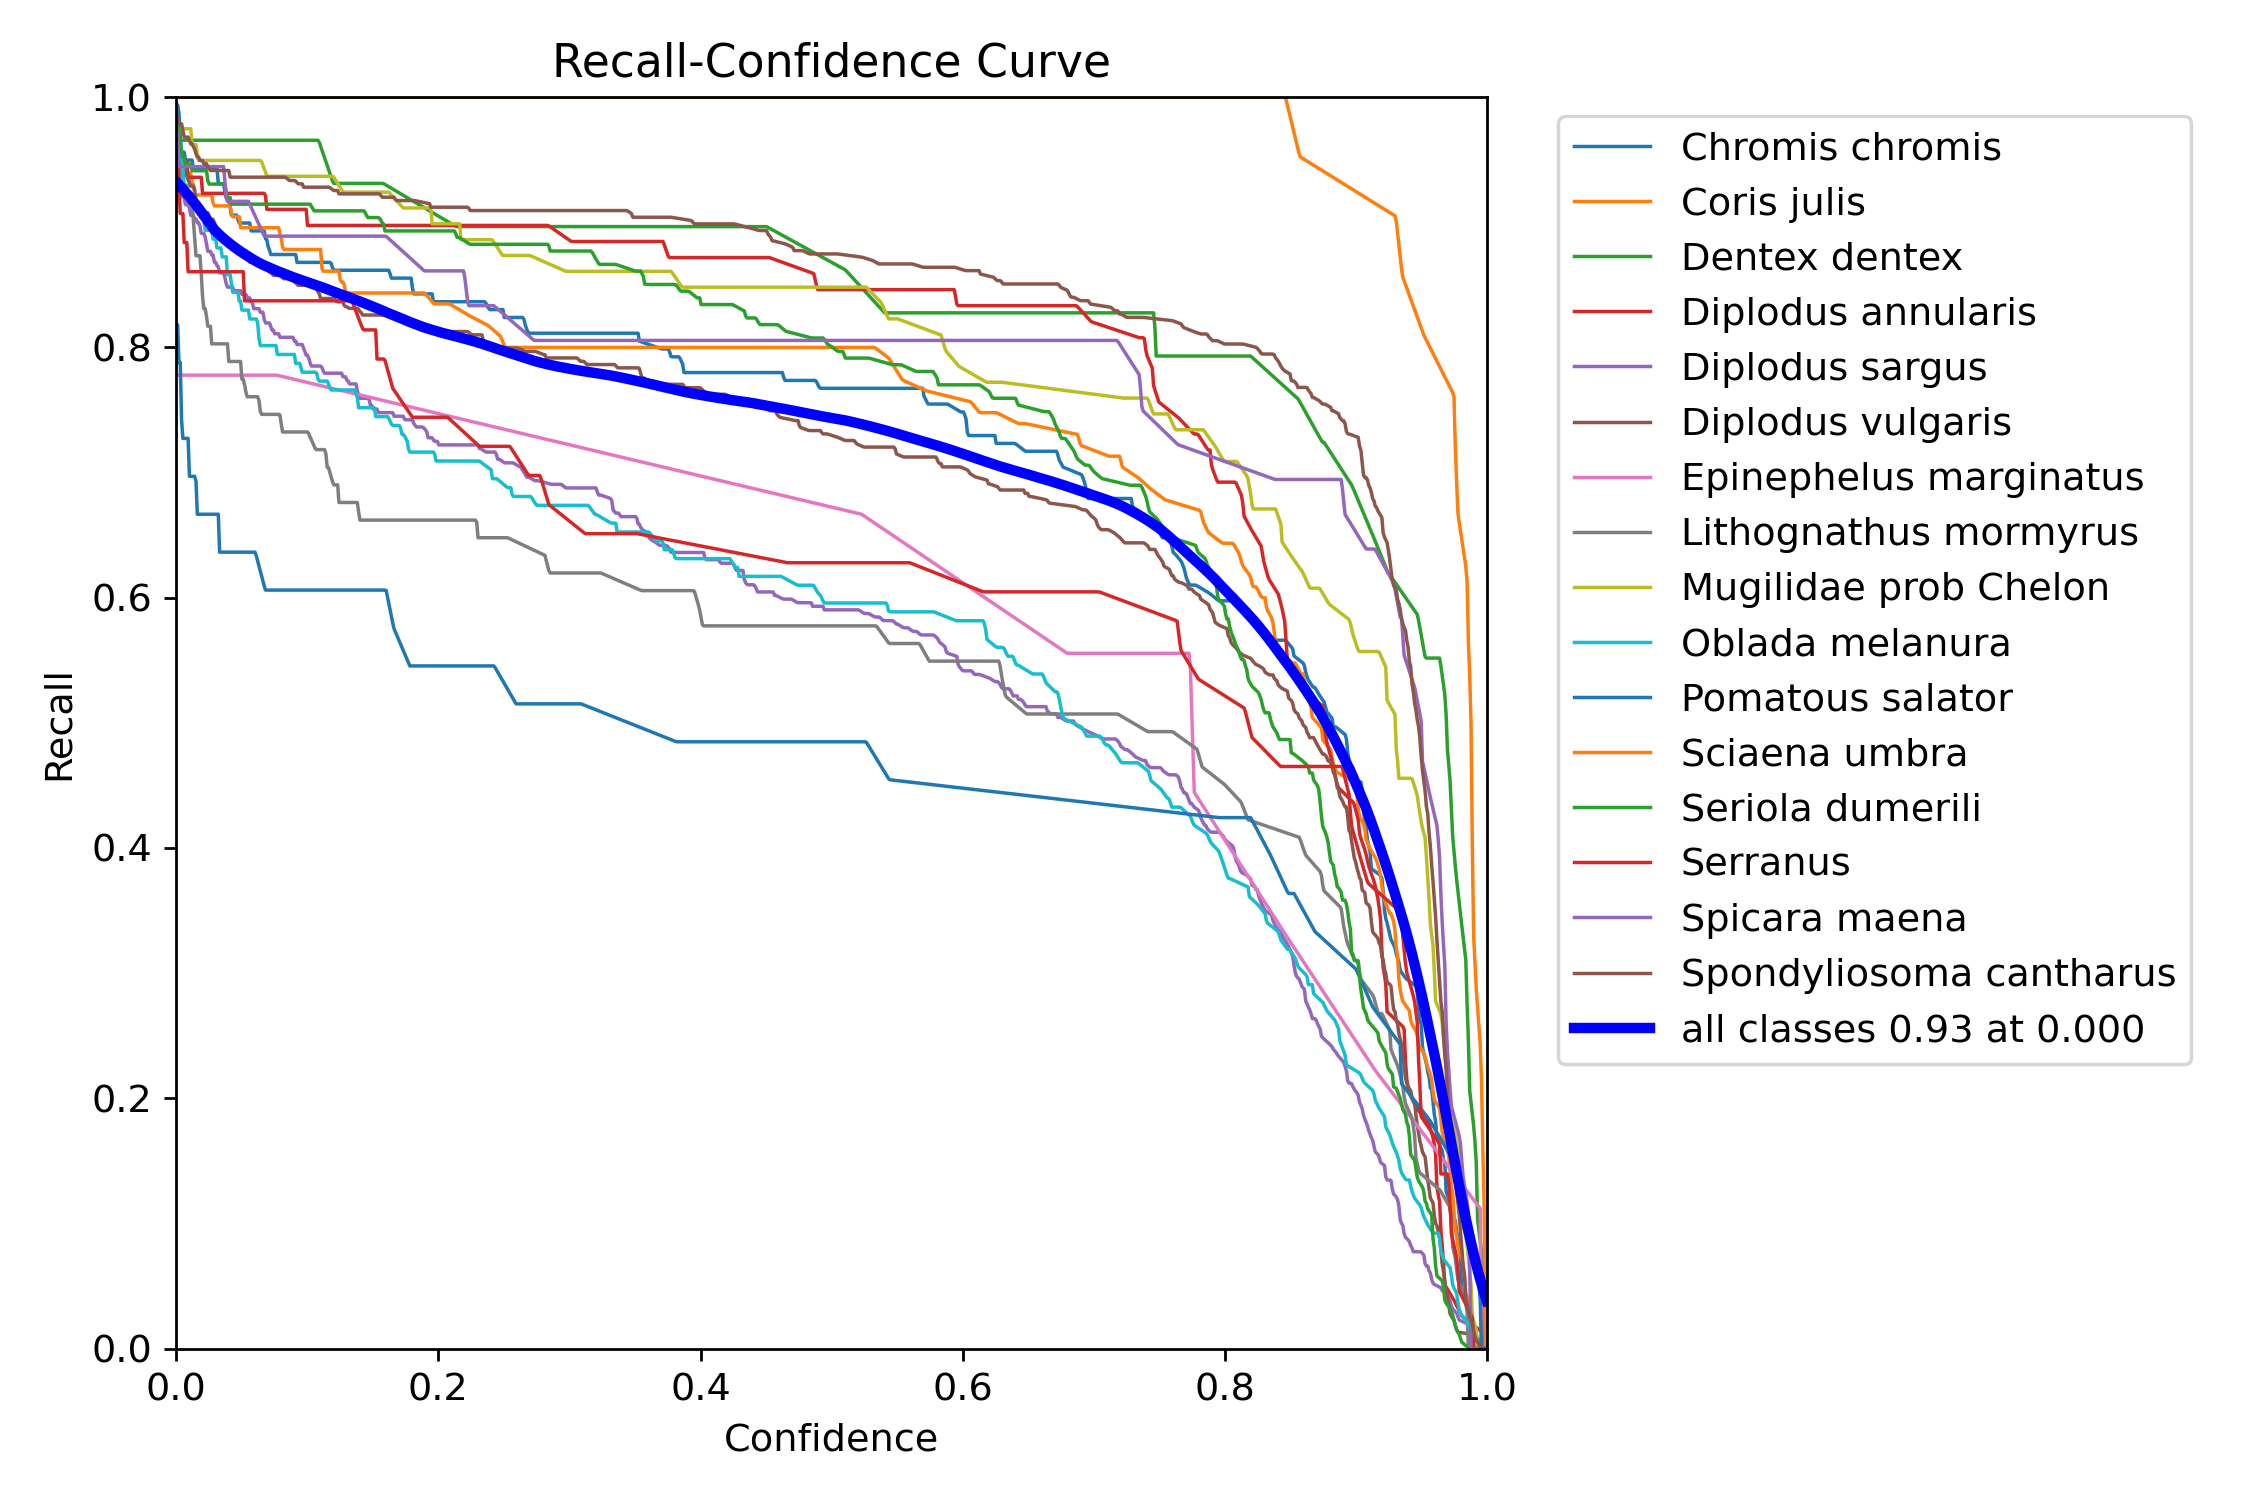 Recall-Confidence Curve
1.0
0.8
0.6
0.4
0.2
0.0
Recall
0.0 0.2 0.4 0.6 0.8 1.0
Confidence
Chromis chromis
Coris julis
Dentex dentex
Diplodus annularis
Diplodus sargus
Diplodus vulgaris
Epinephelus marginatus
Lithognathus mormyrus
Mugilidae prob Chelon
Oblada melanura
Pomatous salator
Sciaena umbra
Seriola dumerili
Serranus
Spicara maena
Spondyliosoma cantharus
all classes 0.93 at 0.000